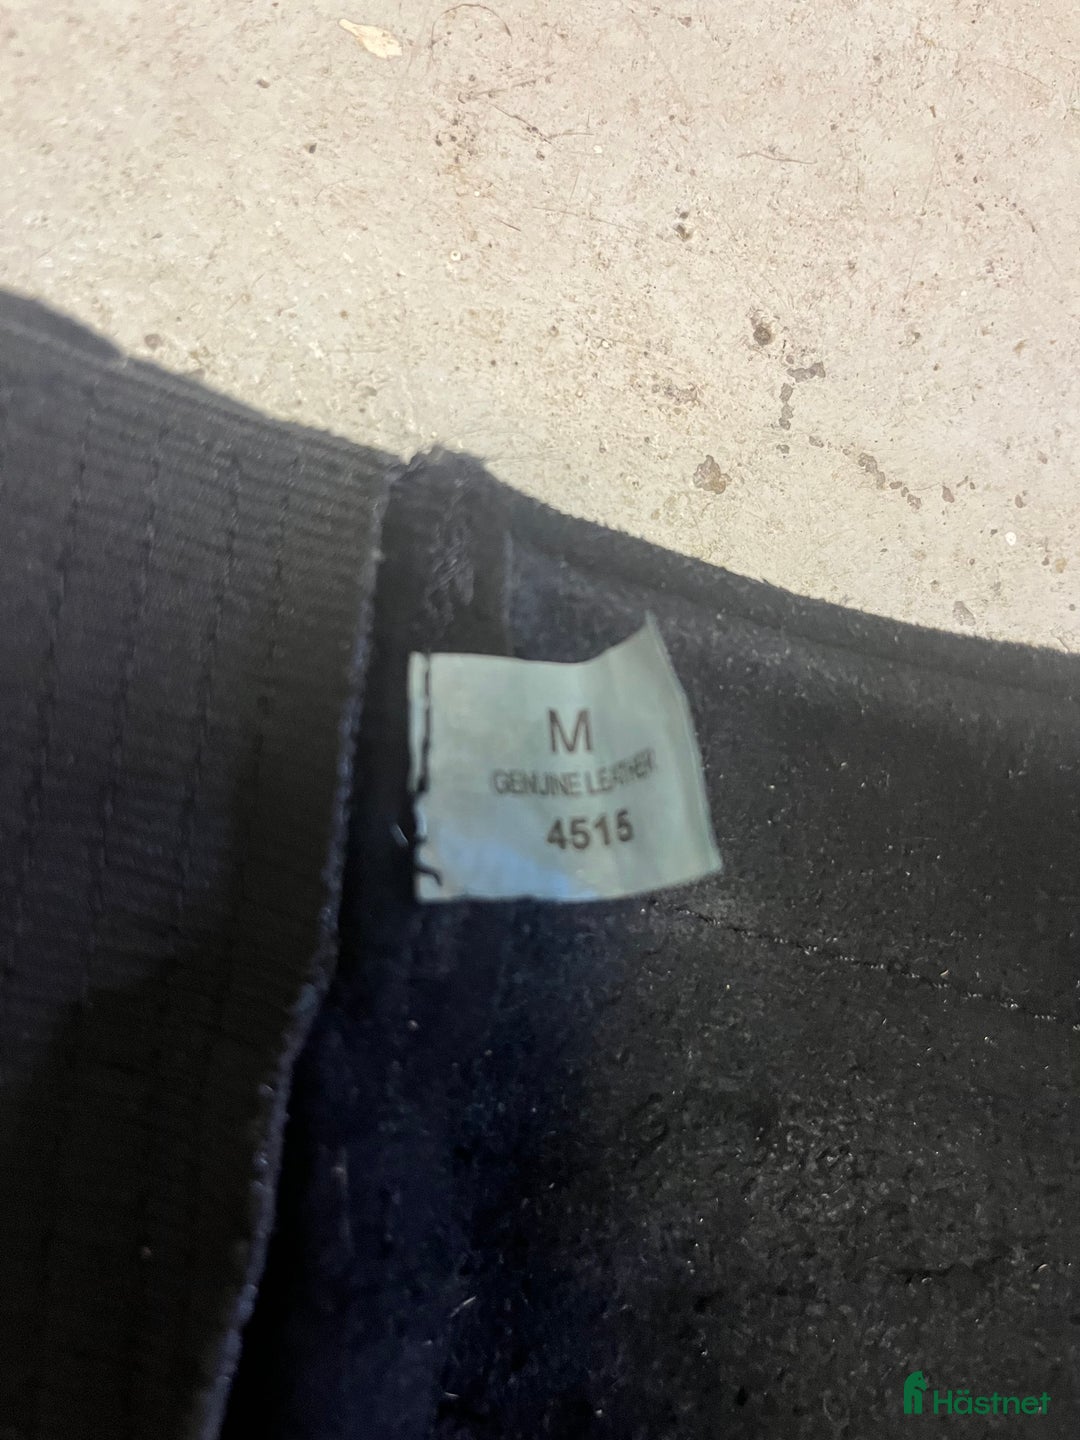 M
GENUINE LEATHER
4515
Hästnet